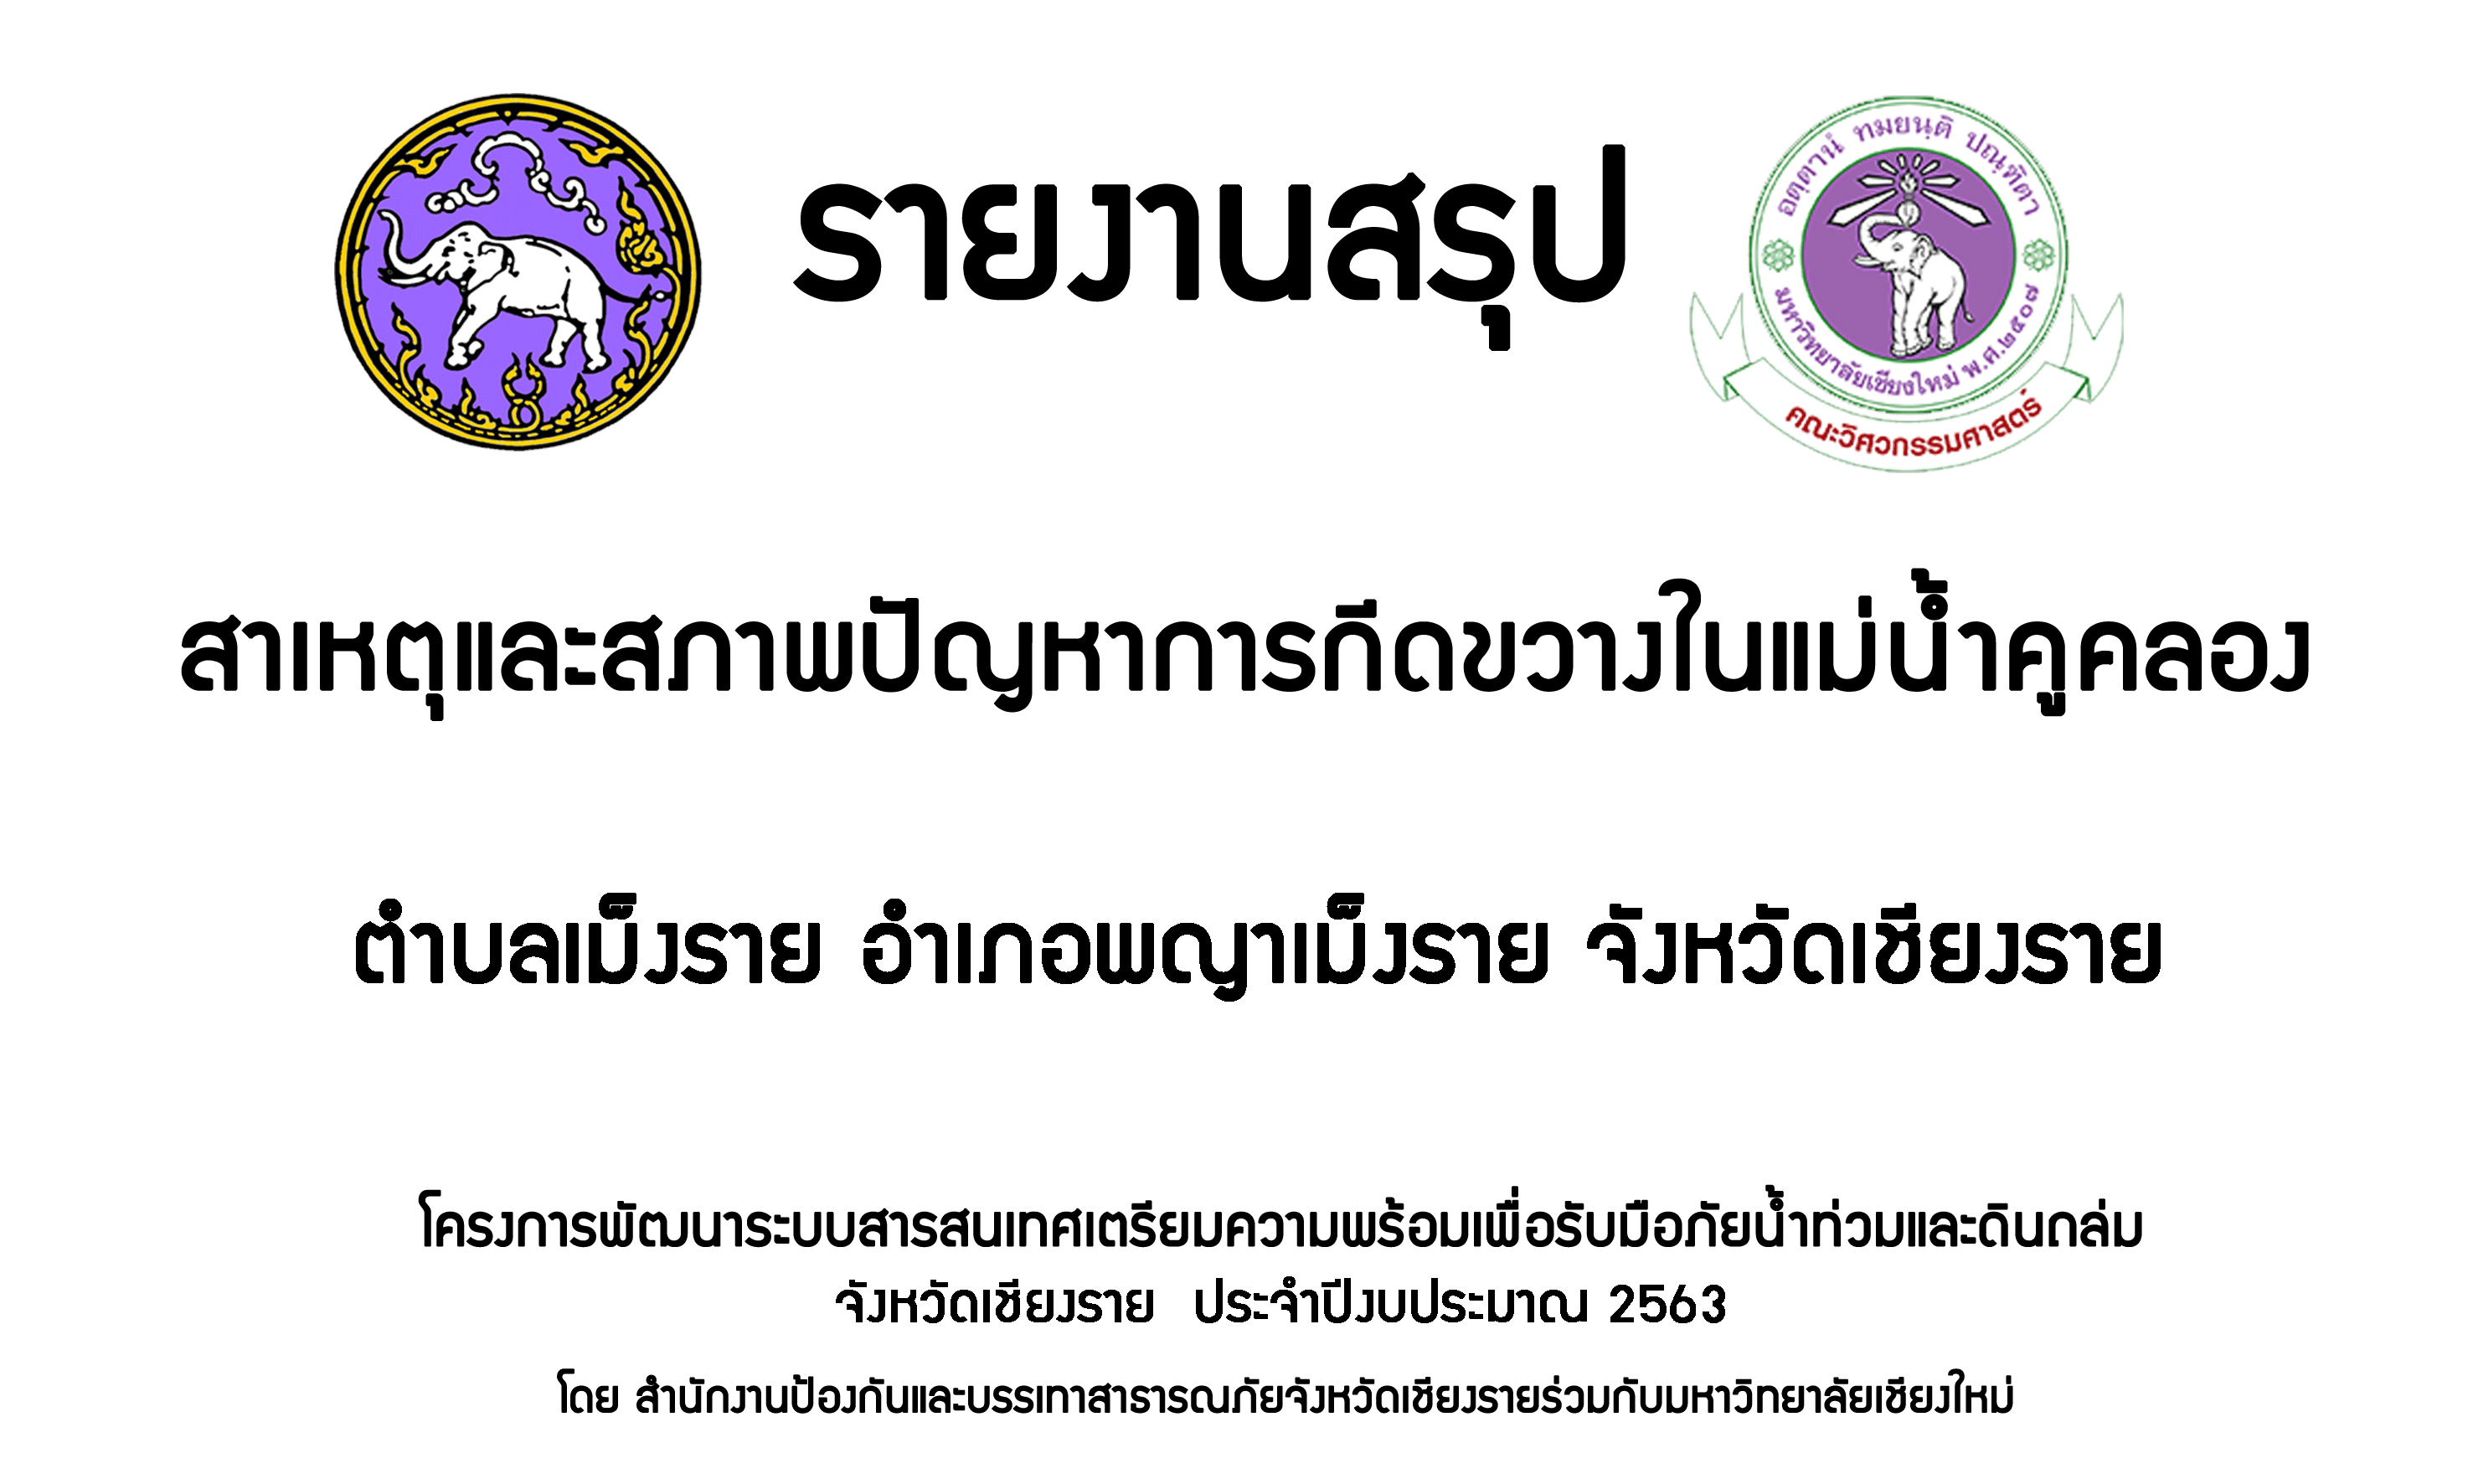 รายงานสรุป
อตฺตานํ ทมยนฺติ ปณฺฑิตา
มหาวิทยาลัยเชียงใหม่ พ.ศ.๒๕๐๗
คณะวิศวกรรมศาสตร์
สาเหตุและสภาพปัญหาการกีดขวางในแม่น้ำคูคลอง
ตำบลเม็งราย อำเภอพญาเม็งราย จังหวัดเชียงราย
โครงการพัฒนาระบบสารสนเทศเตรียมความพร้อมเพื่อรับมือภัยน้ำท่วมและดินถล่ม
จังหวัดเชียงราย ประจำปีงบประมาณ 2563
โดย สำนักงานป้องกันและบรรเทาสาธารณภัยจังหวัดเชียงรายร่วมกับมหาวิทยาลัยเชียงใหม่